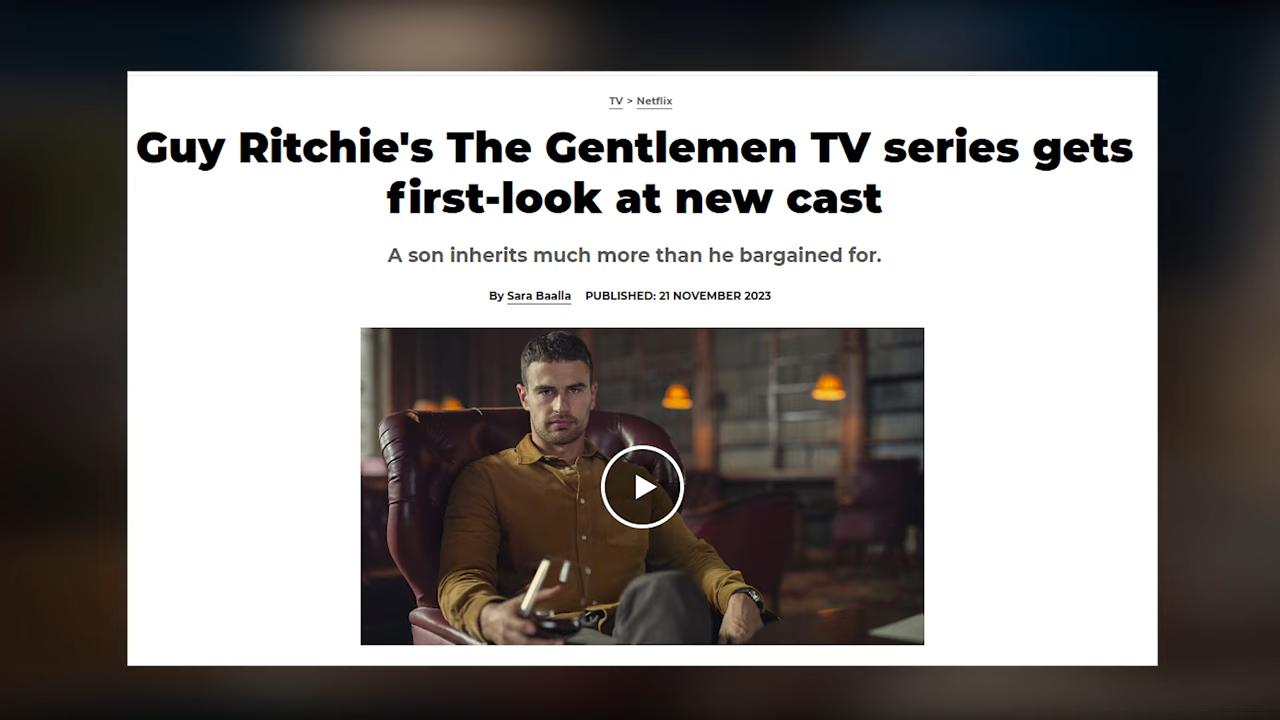 TV > Netflix
Guy Ritchie's The Gentlemen TV series gets
first-look at new cast
A son inherits much more than he bargained for.
By Sara Baalla PUBLISHED: 21 NOVEMBER 2023